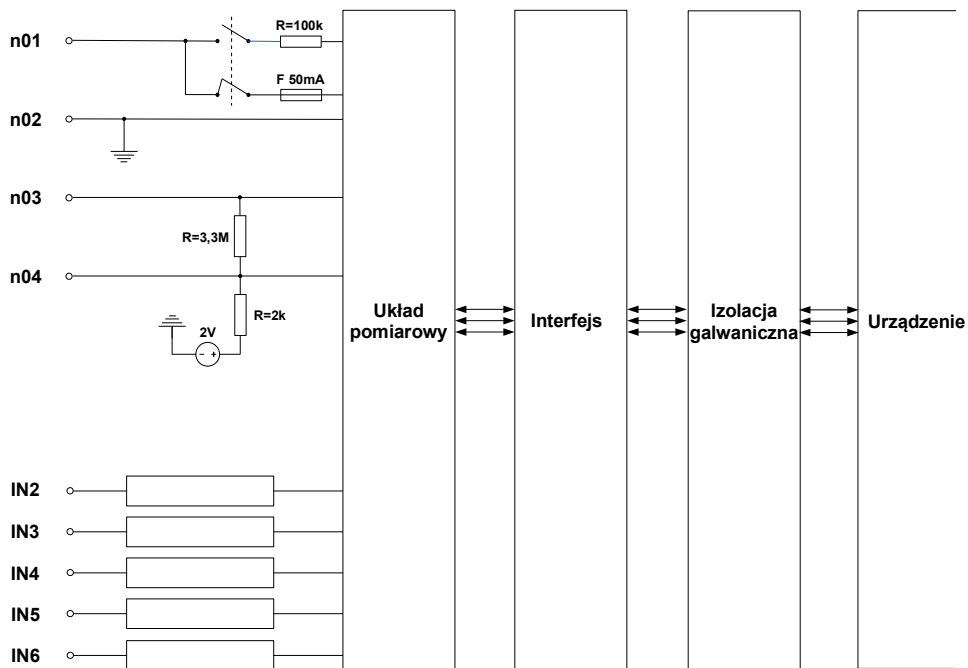 n01
R=100k
F 50mA
n02
n03
R=3,3M
n04
R=2k
2V
- +
Układ
pomiarowy
Interfejs
Izolacja
galwaniczna
Urządzenie
IN2
IN3
IN4
IN5
IN6